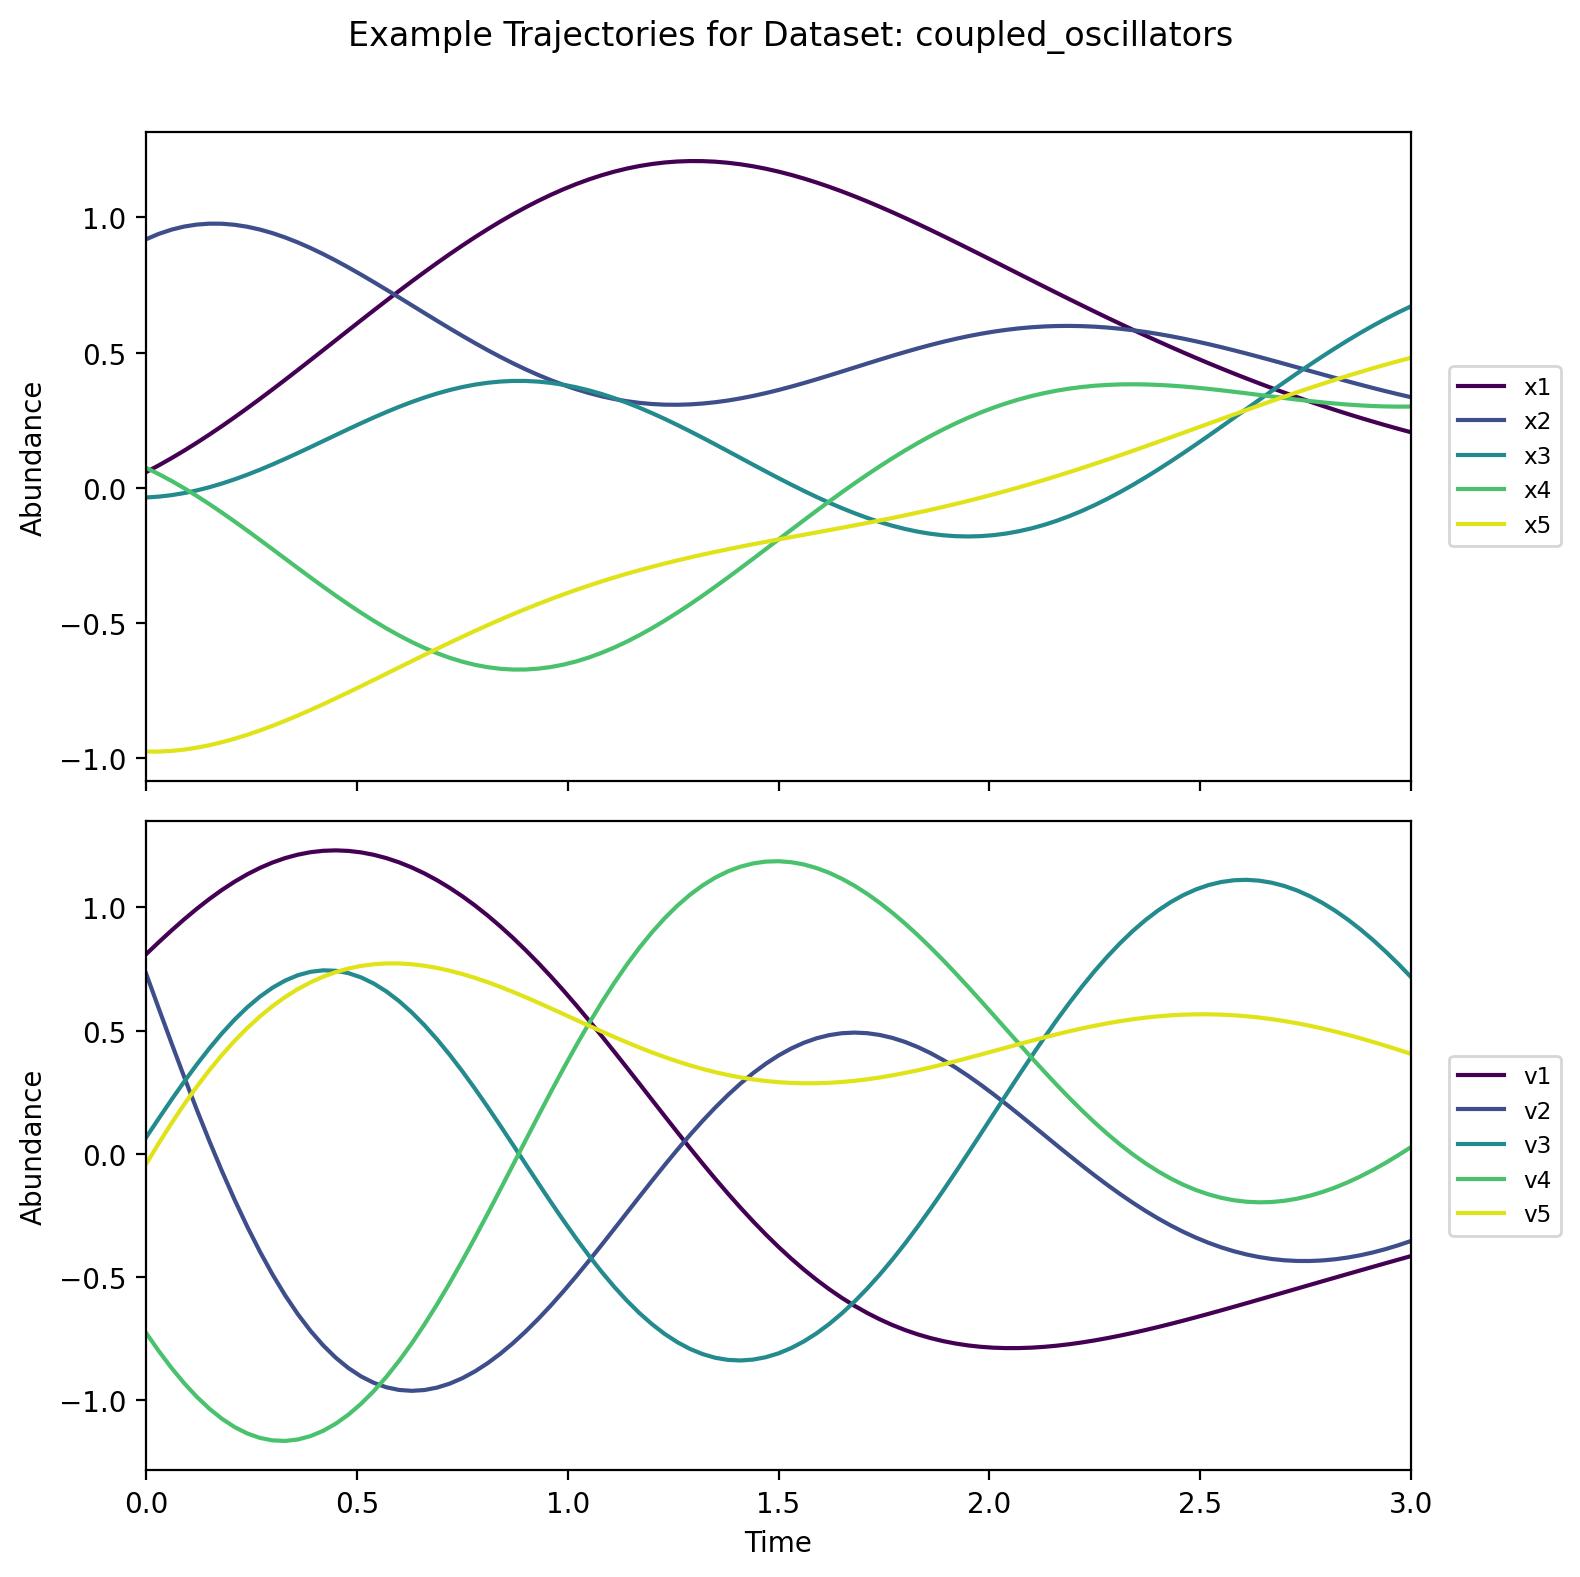 Example Trajectories for Dataset: coupled_oscillators
Abundance
1.0
0.5
0.0
−0.5
−1.0
x1
x2
x3
x4
x5
Abundance
1.0
0.5
0.0
−0.5
−1.0
v1
v2
v3
v4
v5
0.0 0.5 1.0 1.5 2.0 2.5 3.0
Time